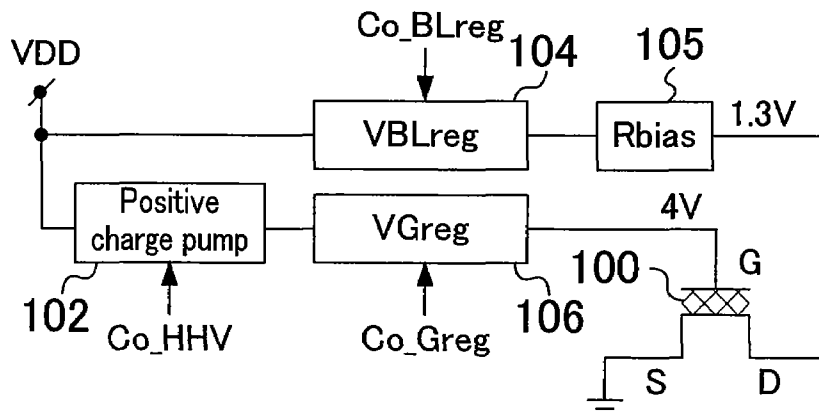 Co_BLreg
VDD
104
105
VBLreg
Rbias
1.3V
Positive
charge pump
VGreg
4V
100
G
102
106
Co_HHV
Co_Greg
S
D